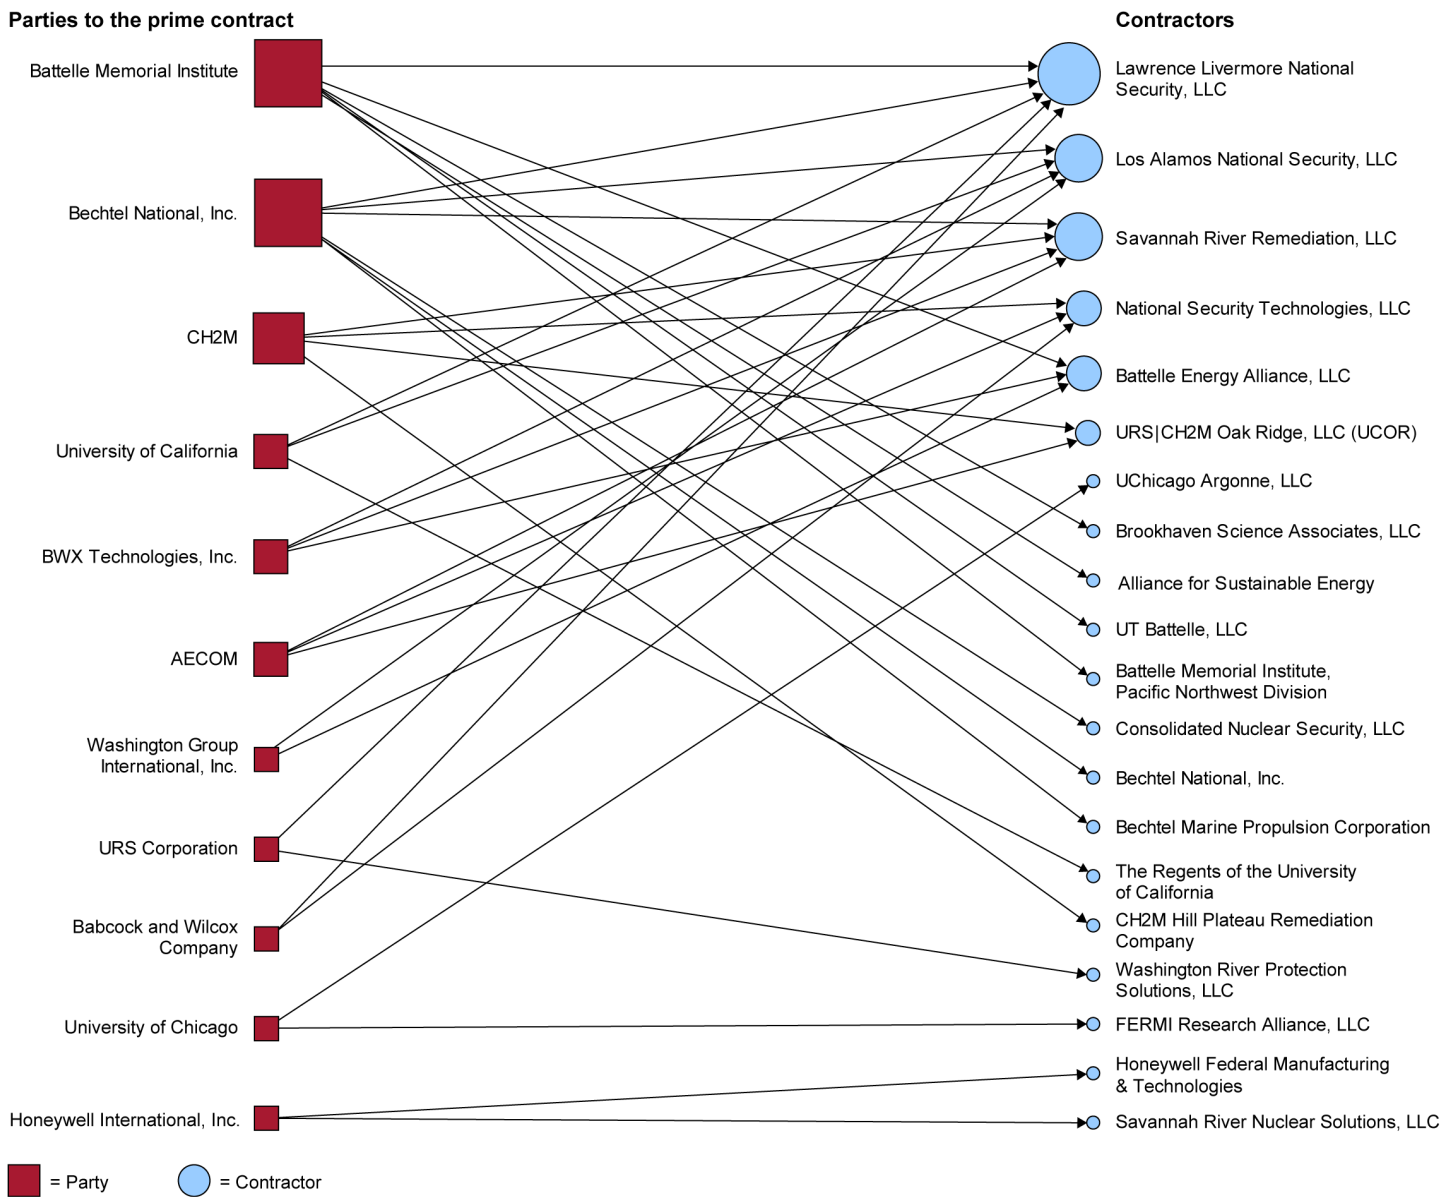 Parties to the prime contract
Battelle Memorial Institute
Bechtel National, Inc.
CH2M
University of California
BWX Technologies, Inc.
AECOM
Washington Group
International, Inc.
URS Corporation
Babcock and Wilcox
Company
University of Chicago
Honeywell International, Inc.
Contractors
Lawrence Livermore National
Security, LLC
Los Alamos National Security, LLC
Savannah River Remediation, LLC
National Security Technologies, LLC
Battelle Energy Alliance, LLC
URS|CH2M Oak Ridge, LLC (UCOR)
UChicago Argonne, LLC
Brookhaven Science Associates, LLC
Alliance for Sustainable Energy
UT Battelle, LLC
Battelle Memorial Institute,
Pacific Northwest Division
Consolidated Nuclear Security, LLC
Bechtel National, Inc.
Bechtel Marine Propulsion Corporation
The Regents of the University
of California
CH2M Hill Plateau Remediation
Company
Washington River Protection
Solutions, LLC
FERMI Research Alliance, LLC
Honeywell Federal Manufacturing
& Technologies
Savannah River Nuclear Solutions, LLC
= Party
= Contractor